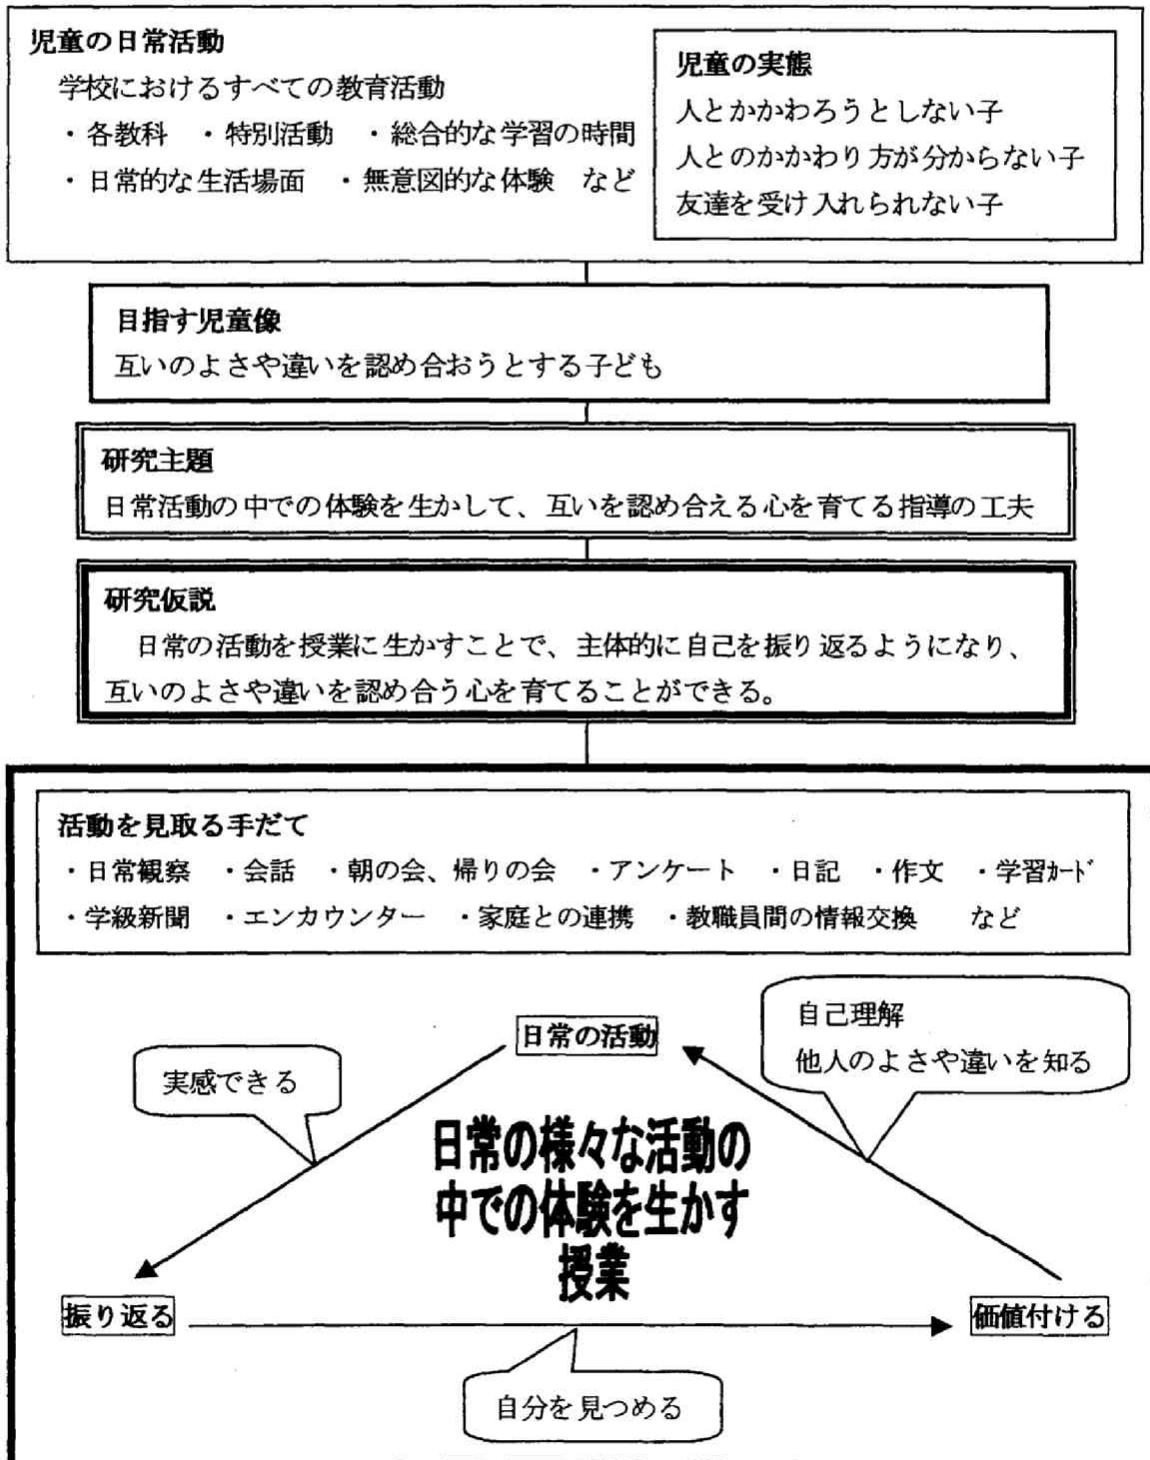 児童の日常活動
学校におけるすべての教育活動
・各教科 ・特別活動 ・総合的な学習の時間
・日常的な生活場面 ・無意図的な体験 など
児童の実態
人とかかわろうとしない子
人とのかかわり方が分からない子
友達を受け入れられない子
目指す児童像
互いのよさや違いを認め合おうとする子ども
研究主題
日常活動の中での体験を生かして、互いを認め合える心を育てる指導の工夫
研究仮説
日常の活動を授業に生かすことで、主体的に自己を振り返るようになり、
互いのよさや違いを認め合う心を育てることができる。
活動を見取る手だて
・日常観察 ・会話 ・朝の会、帰りの会 ・アンケート ・日記 ・作文 ・学習ｶｰﾄﾞ
・学級新聞 ・エンカウンター ・家庭との連携 ・教職員間の情報交換 など
自己理解
他人のよさや違いを知る
日常の活動
実感できる
日常の様々な活動の
中での体験を生かす
授業
振り返る
価値付ける
自分を見つめる